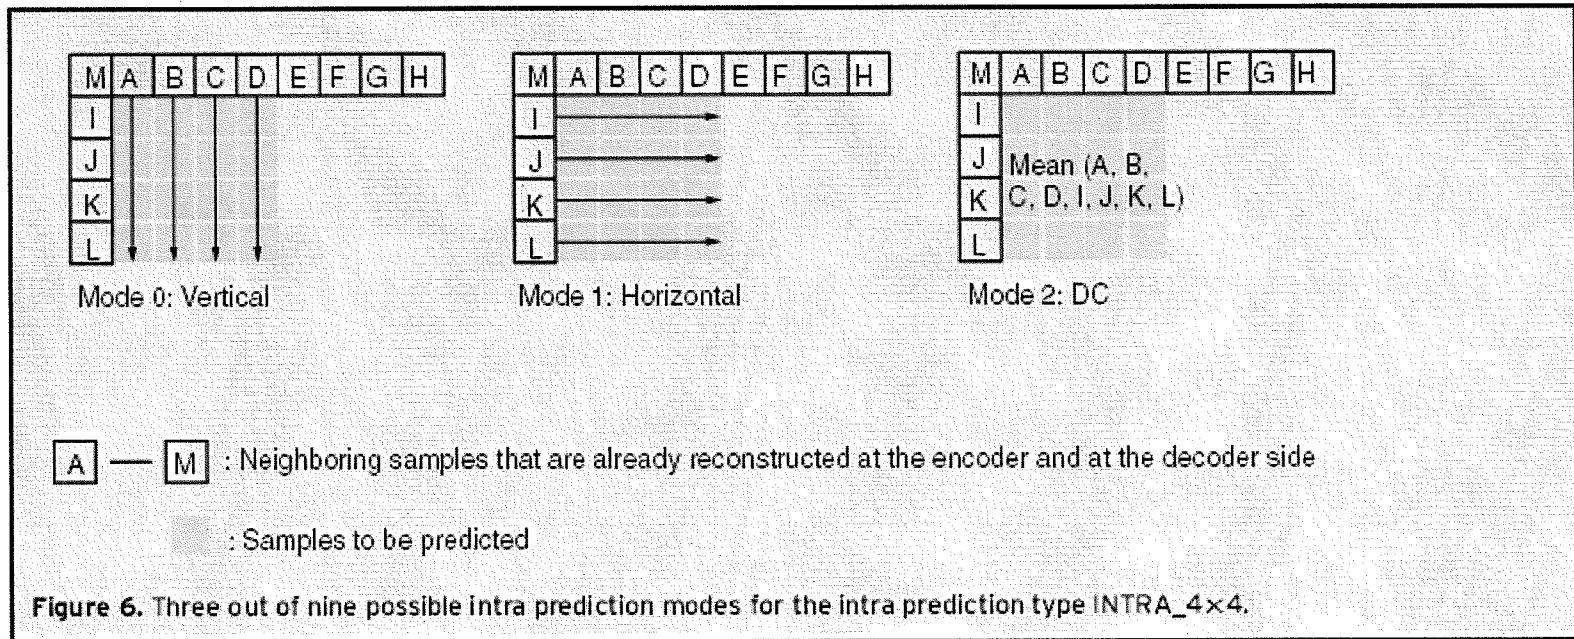 M A B C D E F G H
I
J
K
L
Mode 0: Vertical
M A B C D E F G H
I
J
K
L
Mode 1: Horizontal
M A B C D E F G H
I
J Mean (A, B,
K C, D, I, J, K, L)
L
Mode 2: DC
A — M : Neighboring samples that are already reconstructed at the encoder and at the decoder side
: Samples to be predicted
Figure 6. Three out of nine possible intra prediction modes for the intra prediction type INTRA_4×4.